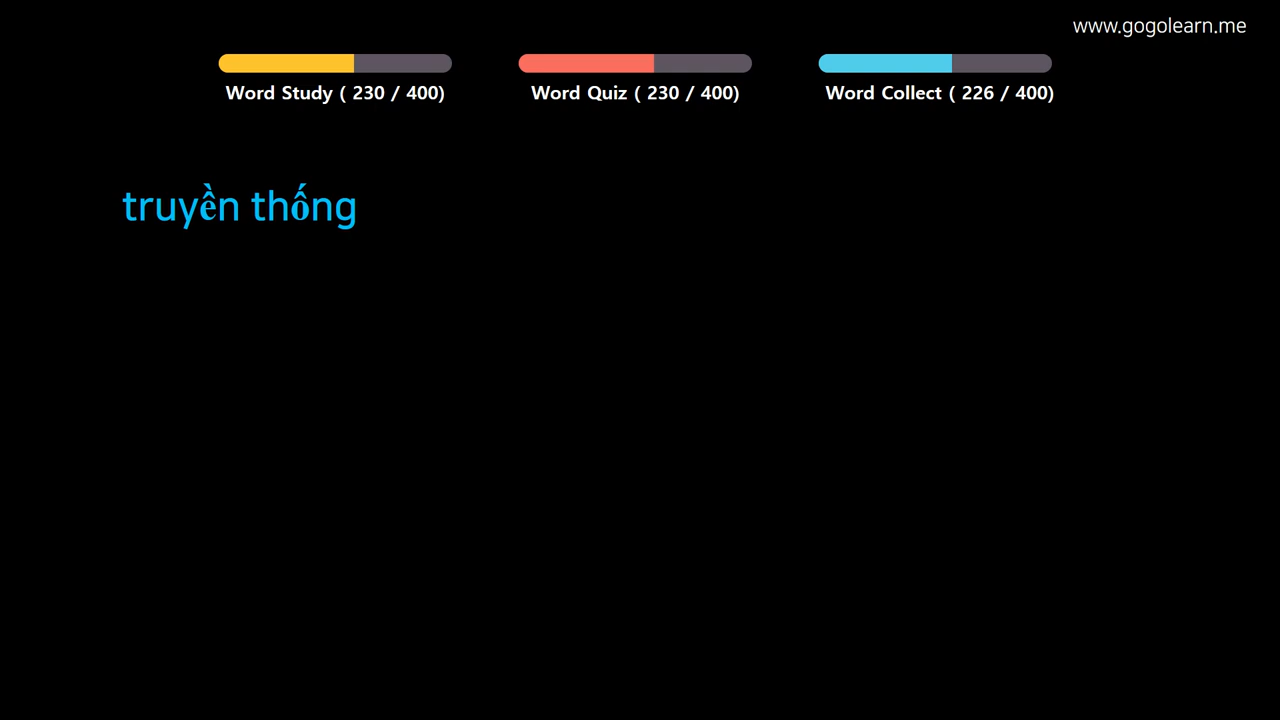 www.gogolearn.me
Word Study ( 230 / 400)
Word Quiz ( 230 / 400)
Word Collect ( 226 / 400)
truyền thống